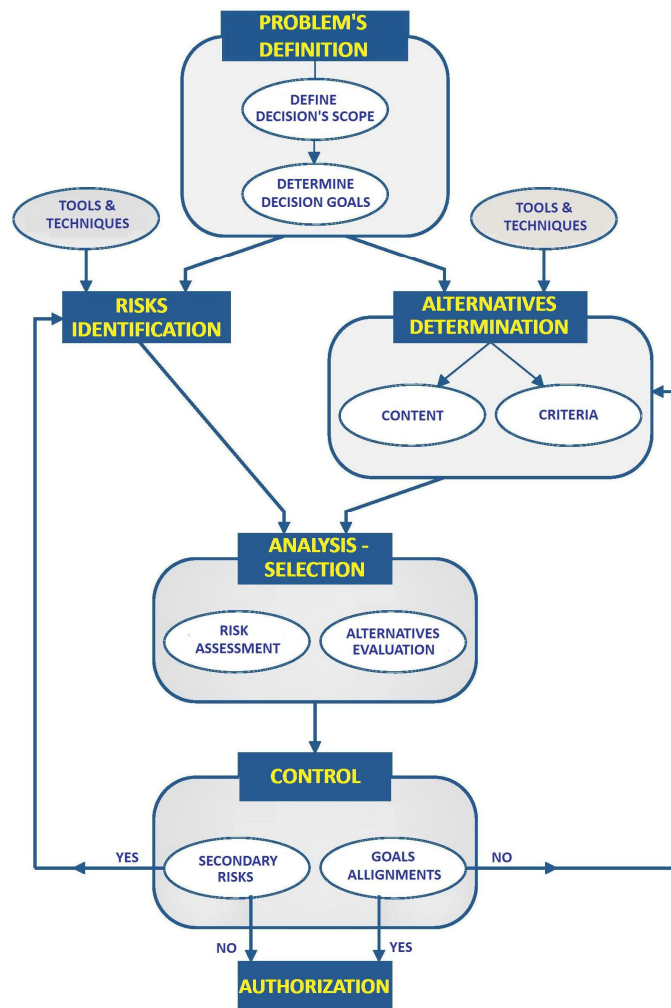 PROBLEM'S
DEFINITION
DEFINE
DECISION'S SCOPE
DETERMINE
DECISION GOALS
TOOLS &
TECHNIQUES
TOOLS &
TECHNIQUES
RISKS
IDENTIFICATION
ALTERNATIVES
DETERMINATION
CONTENT
CRITERIA
ANALYSIS -
SELECTION
RISK
ASSESSMENT
ALTERNATIVES
EVALUATION
CONTROL
YES
SECONDARY
RISKS
GOALS
ALLIGNMENTS
NO
NO
YES
AUTHORIZATION